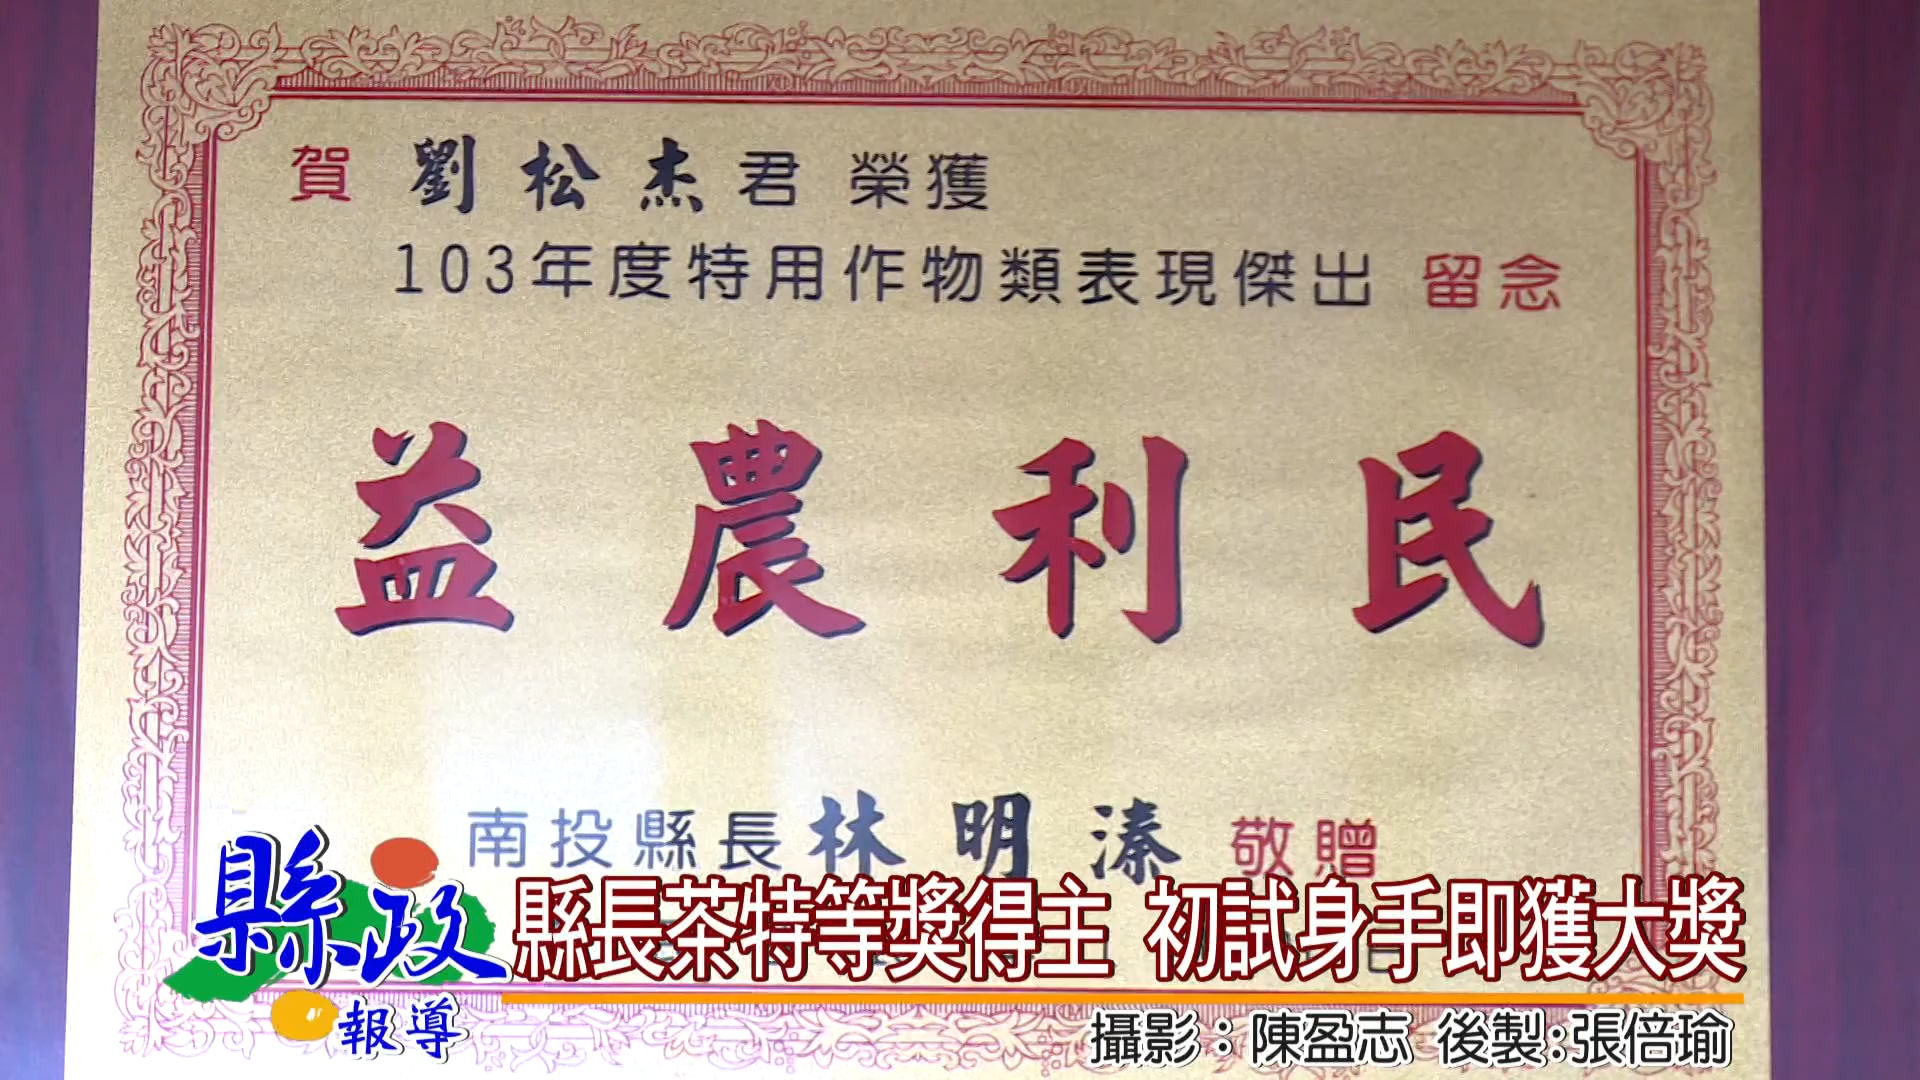 賀 劉松杰君 榮獲
103年度特用作物類表現傑出 留念
益農利民
南投縣長林明溱 敬贈
縣政
報導
縣長茶特等獎得主 初試身手即獲大獎
攝影：陳盈志 後製:張倍瑜